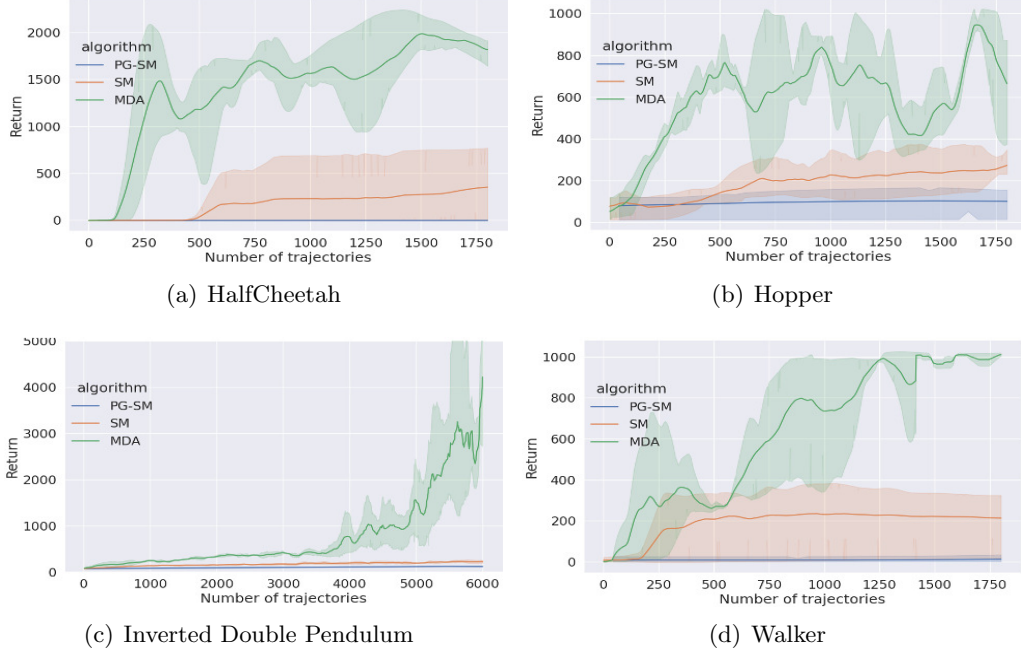 2000
1500
1000
500
0
Return
algorithm
PG-SM
SM
MDA
0 250 500 750 1000 1250 1500 1750
Number of trajectories
(a) HalfCheetah
1000
800
600
400
200
0
Return
algorithm
PG-SM
SM
MDA
0 250 500 750 1000 1250 1500 1750
Number of trajectories
(b) Hopper
5000
4000
3000
2000
1000
0
Return
algorithm
PG-SM
SM
MDA
0 1000 2000 3000 4000 5000 6000
Number of trajectories
(c) Inverted Double Pendulum
1000
800
600
400
200
0
Return
algorithm
PG-SM
SM
MDA
0 250 500 750 1000 1250 1500 1750
Number of trajectories
(d) Walker